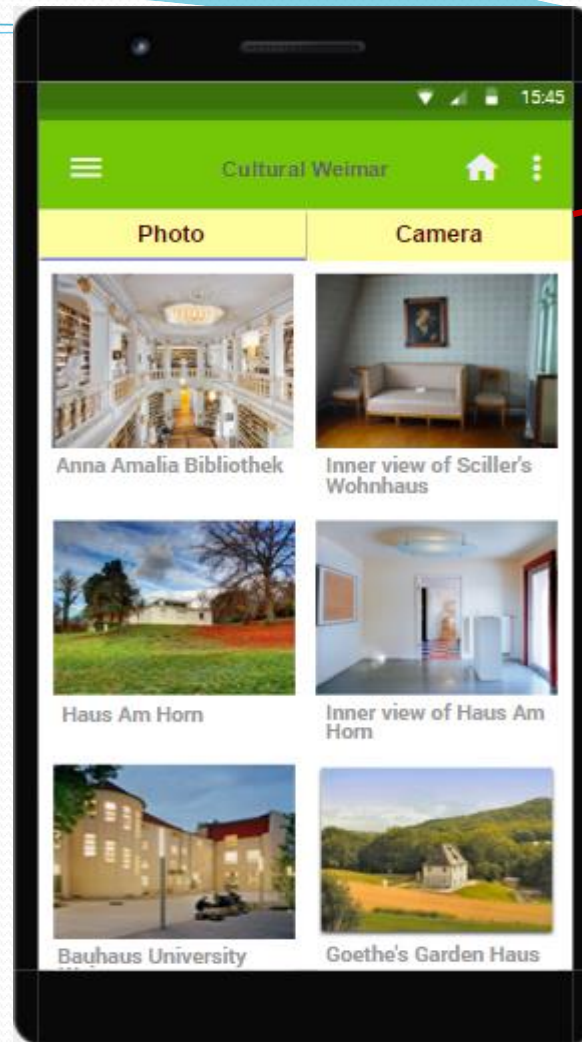 15:45
Cultural Weimar
Photo
Camera
Anna Amalia Bibliothek
Inner view of Sciller's
Wohnhaus
Haus Am Horn
Inner view of Haus Am
Horn
Bauhaus University
Goethe's Garden Haus